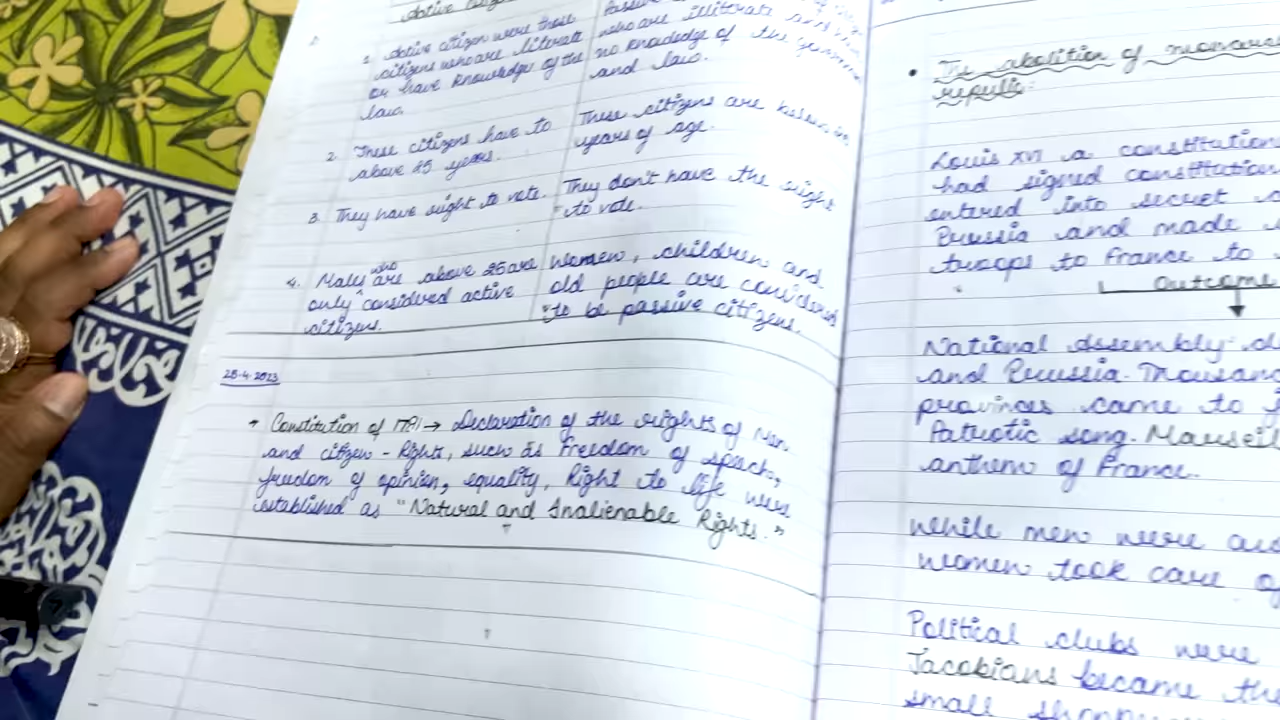 1. Active citizen were those
citizens who are literate
or have knowledge of the
law.
who are illiterate and have
no knowledge of the
and law.
2. These citizens have to
above 25 years.
These citizens are
years of age.
3. They have right to vote.
They don't have the right
to vote.
4. Males who are above 25 are
only considered active
citizens.
Women, children and
old people are considered
to be passive citizens.
25.4.2023
Constitution of 1791 → Declaration of the rights of Men
and citizen - Rights, such as Freedom of speech,
freedom of opinion, equality, Right to life were
established as "Natural and Inalienable Rights."
• The abolition of
republic:
Louis XVI a constitution
had signed constitution
entered into secret
Prussia and made
troops to France to
Outcome
National Assembly
and Prussia. Thousan
provinces came to
Patriotic song. Marseil
anthem of France.
While men were
women took care of
Political clubs were
Jacobians became the
small